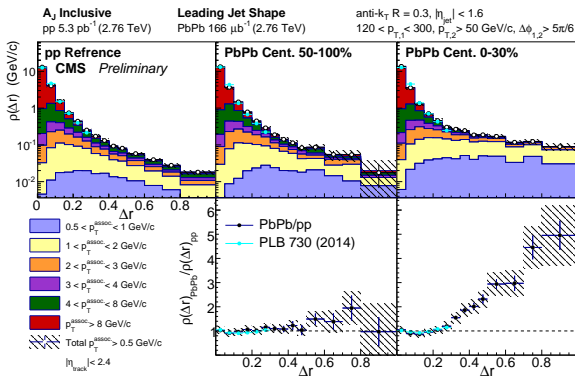 A_J Inclusive
pp 5.3 pb⁻¹ (2.76 TeV)
Leading Jet Shape
PbPb 166 μb⁻¹ (2.76 TeV)
anti-k_T R = 0.3, |η_jet| < 1.6
120 < p_T,1 < 300, p_T,2 > 50 GeV/c, Δϕ_1,2 > 5π/6
pp Refrence
CMS Preliminary
PbPb Cent. 50-100%
PbPb Cent. 0-30%
ρ(Δr) (GeV/c)
10
1
10⁻¹
10⁻²
0 0.2 0.4 0.6 0.8
Δr
0.5 < p_T^assoc < 1 GeV/c
1 < p_T^assoc < 2 GeV/c
2 < p_T^assoc < 3 GeV/c
3 < p_T^assoc < 4 GeV/c
4 < p_T^assoc < 8 GeV/c
p_T^assoc > 8 GeV/c
Total p_T^assoc > 0.5 GeV/c
|η_track| < 2.4
ρ(Δr)_PbPb/ρ(Δr)_pp
6
5
4
3
2
1
PbPb/pp
PLB 730 (2014)
0.2 0.4 0.6 0.8
Δr
0.2 0.4 0.6 0.8 1
Δr